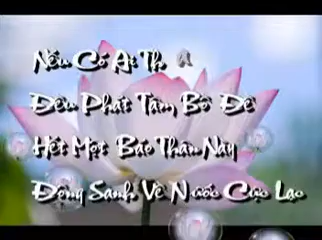 Nếu Có Ai Th
Đều Phát Tâm Bồ Đề
Hết Một Báo Thân Này
Đồng Sanh Về Nước Cực Lạc